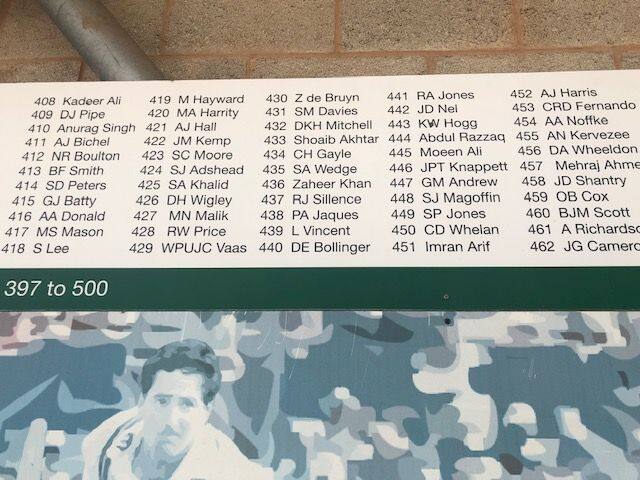 408 Kadeer Ali
409 DJ Pipe
410 Anurag Singh
411 AJ Bichel
412 NR Boulton
413 BF Smith
414 SD Peters
415 GJ Batty
416 AA Donald
417 MS Mason
418 S Lee
419 M Hayward
420 MA Harrity
421 AJ Hall
422 JM Kemp
423 SC Moore
424 SJ Adshead
425 SA Khalid
426 DH Wigley
427 MN Malik
428 RW Price
429 WPUJC Vaas
430 Z de Bruyn
431 SM Davies
432 DKH Mitchell
433 Shoaib Akhtar
434 CH Gayle
435 SA Wedge
436 Zaheer Khan
437 RJ Sillence
438 PA Jaques
439 L Vincent
440 DE Bollinger
441 RA Jones
442 JD Nel
443 KW Hogg
444 Abdul Razzaq
445 Moeen Ali
446 JPT Knappett
447 GM Andrew
448 SJ Magoffin
449 SP Jones
450 CD Whelan
451 Imran Arif
452 AJ Harris
453 CRD Fernando
454 AA Noffke
455 AN Kervezee
456 DA Wheeldon
457 Mehraj Ahme
458 JD Shantry
459 OB Cox
460 BJM Scott
461 A Richardso
462 JG Camero
397 to 500